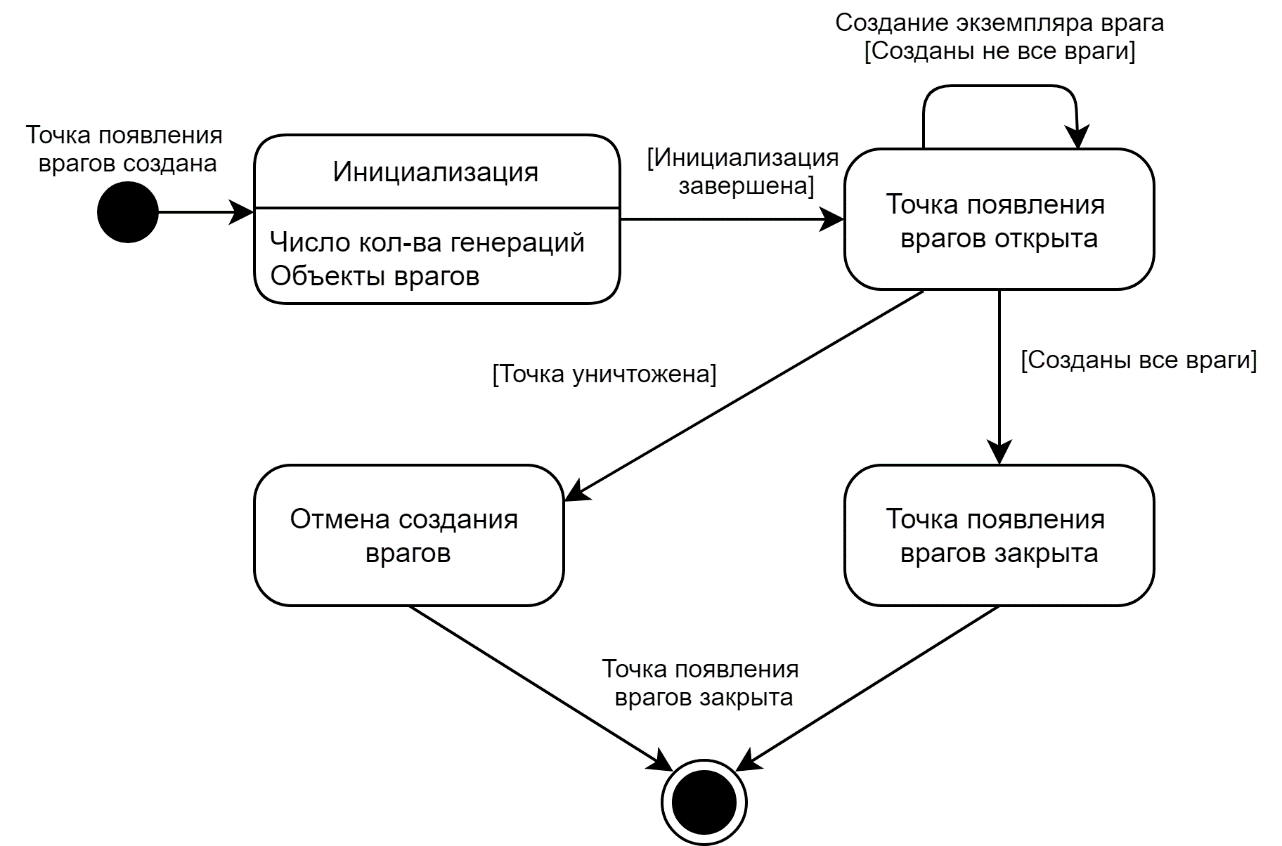 Создание экземпляра врага
[Созданы не все враги]
Точка появления
врагов создана
Инициализация
Число кол-ва генераций
Объекты врагов
[Инициализация
завершена]
Точка появления
врагов открыта
[Точка уничтожена]
[Созданы все враги]
Отмена создания
врагов
Точка появления
врагов закрыта
Точка появления
врагов закрыта